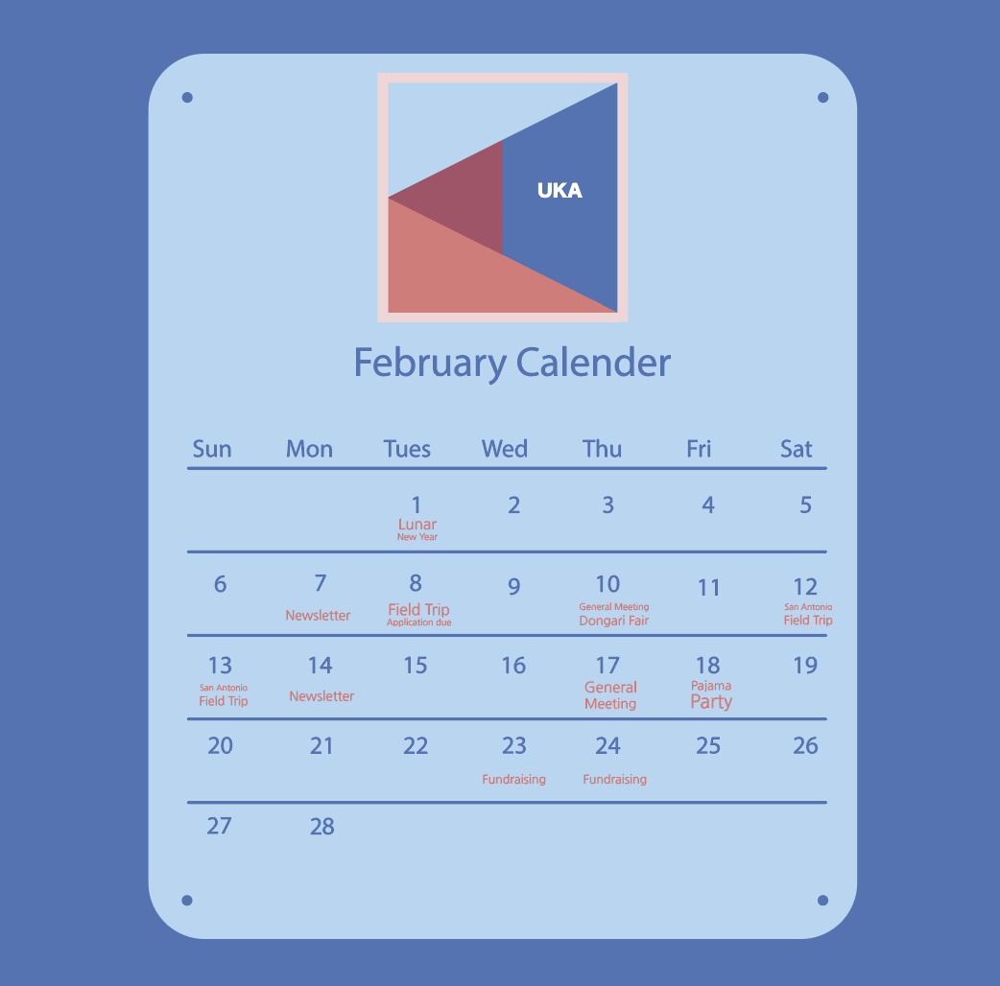 UKA
February Calender
Sun Mon Tues Wed Thu Fri Sat
1 2 3 4 5
Lunar
New Year
6 7 8 9 10 11 12
Newsletter Field Trip General Meeting San Antonio
Application due Dongari Fair Field Trip
13 14 15 16 17 18 19
San Antonio Newsletter General Pajama
Field Trip Meeting Party
20 21 22 23 24 25 26
Fundraising Fundraising
27 28